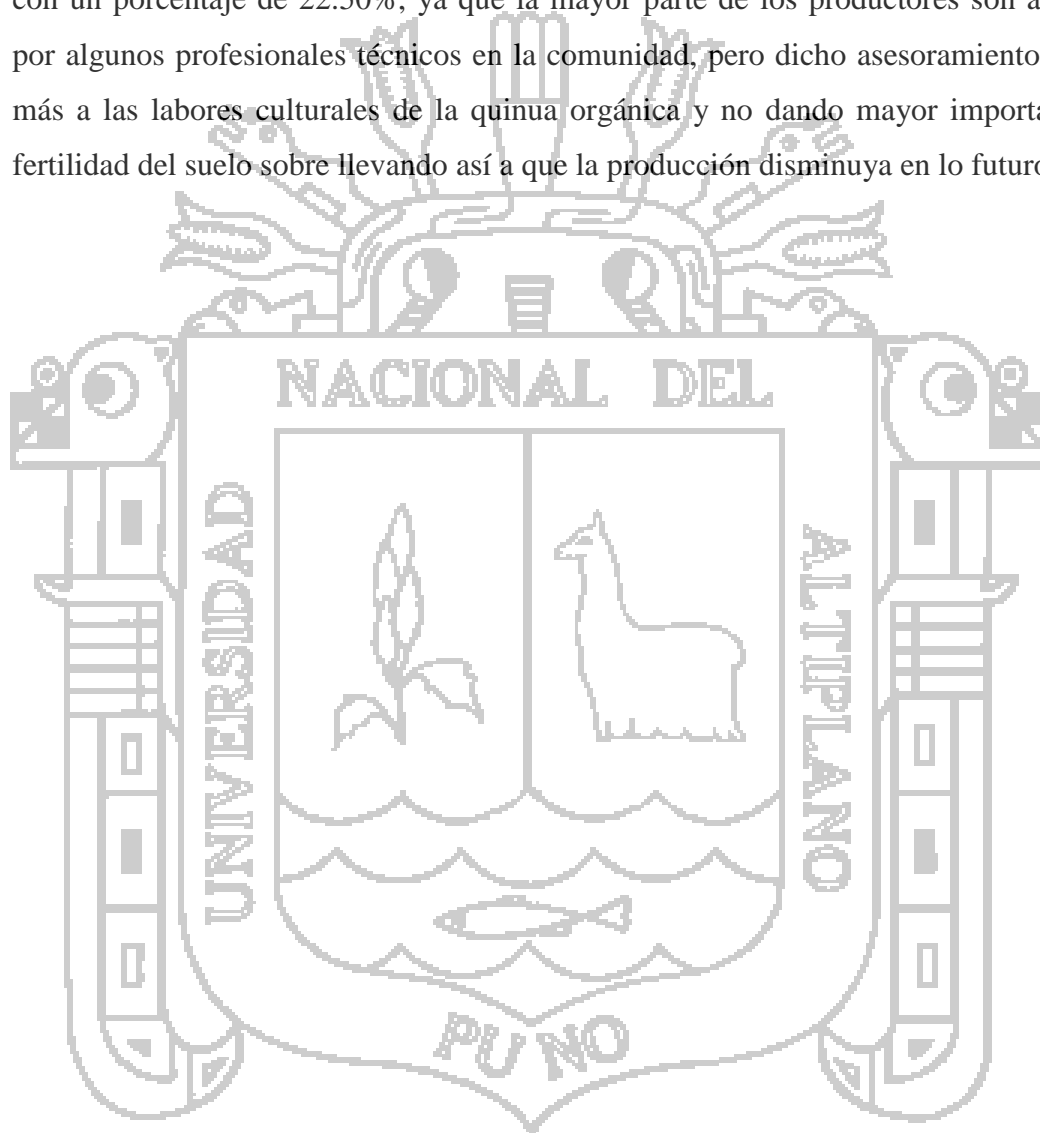 con un porcentaje de 22.50%, ya que la mayor parte de los productores son a
por algunos profesionales técnicos en la comunidad, pero dicho asesoramiento
más a las labores culturales de la quinua orgánica y no dando mayor importa
fertilidad del suelo sobre llevando así a que la producción disminuya en lo futuro
NACIONAL DEL
UNIVERSIDAD
ALTIPLANO
PUNO